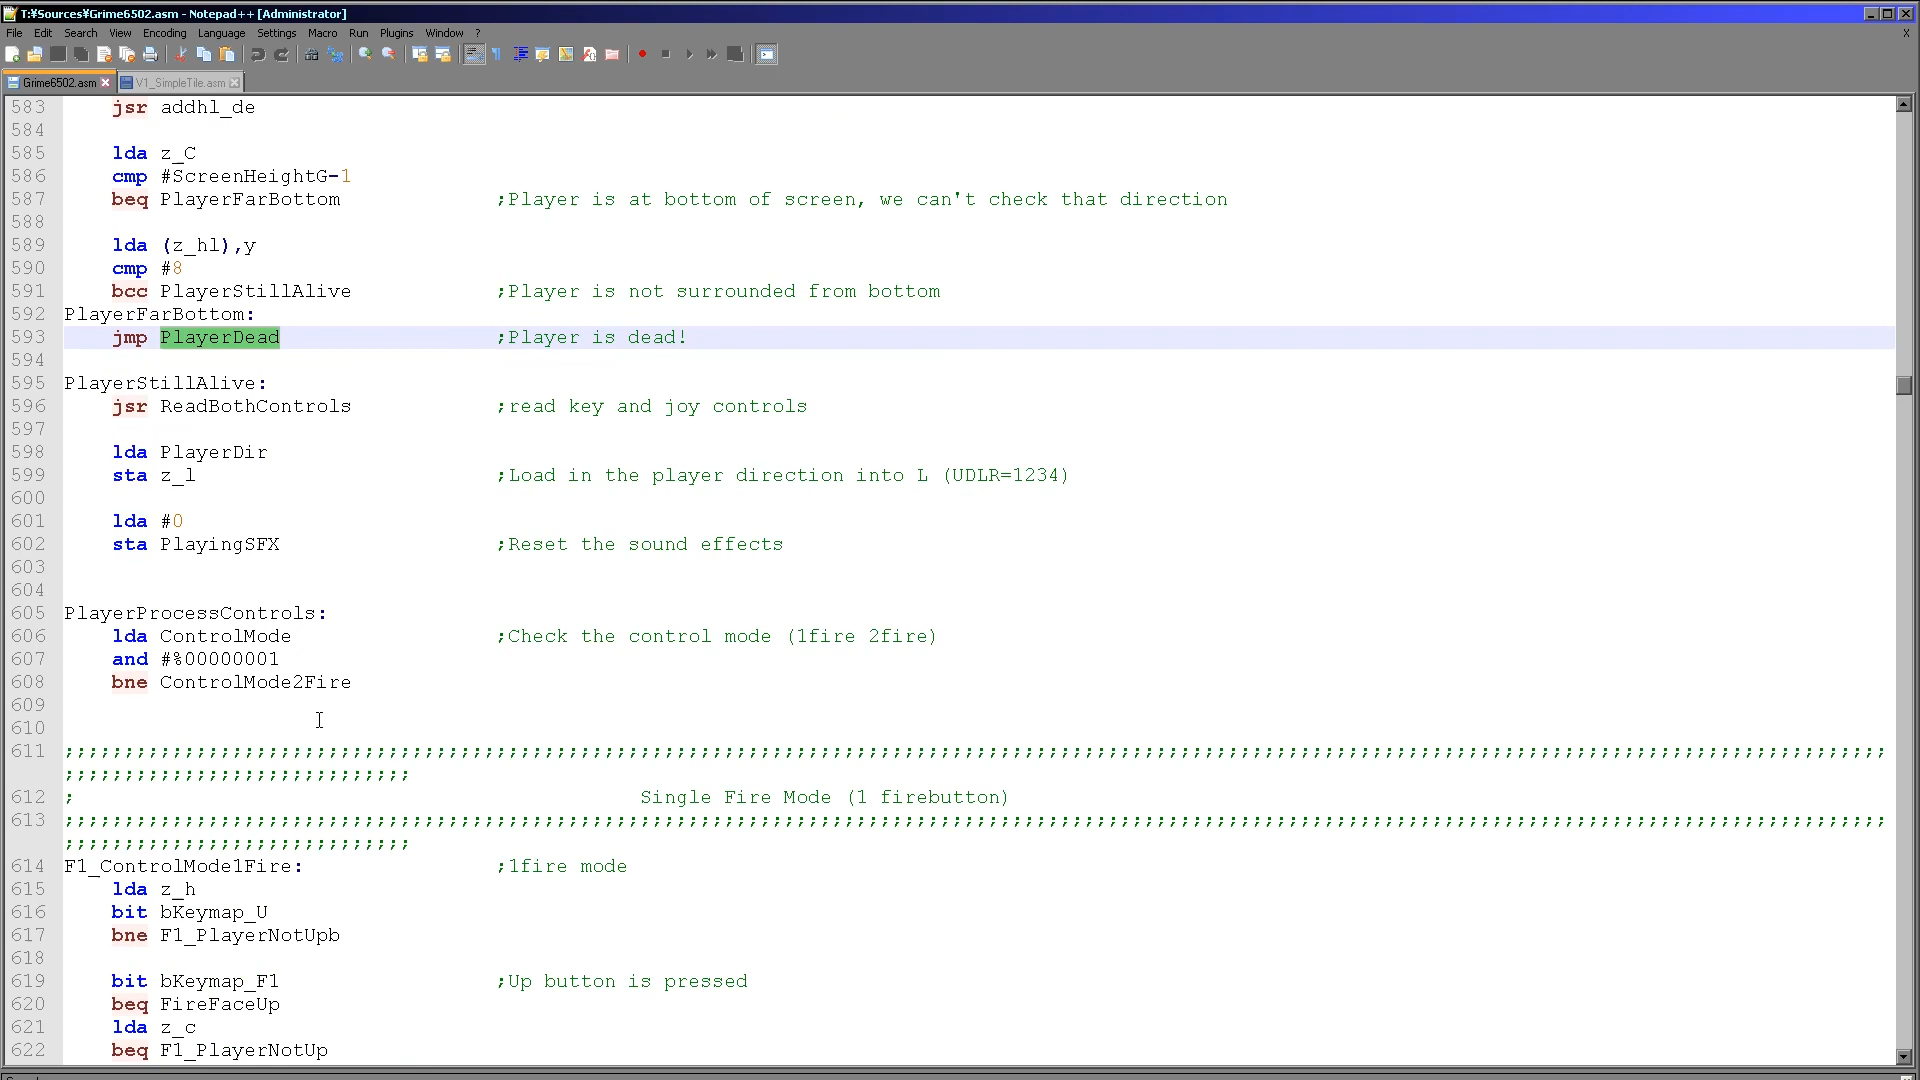 T:¥Sources¥Grime6502.asm - Notepad++ [Administrator]
File Edit Search View Encoding Language Settings Macro Run Plugins Window ? X
Grime6502.asm V1_SimpleTile.asm
583 jsr addhl_de
584
585 lda z_C
586 cmp #ScreenHeightG-1
587 beq PlayerFarBottom ;Player is at bottom of screen, we can't check that direction
588
589 lda (z_hl),y
590 cmp #8
591 bcc PlayerStillAlive ;Player is not surrounded from bottom
592 PlayerFarBottom:
593 jmp PlayerDead ;Player is dead!
594
595 PlayerStillAlive:
596 jsr ReadBothControls ;read key and joy controls
597
598 lda PlayerDir
599 sta z_l ;Load in the player direction into L (UDLR=1234)
600
601 lda #0
602 sta PlayingSFX ;Reset the sound effects
603
604
605 PlayerProcessControls:
606 lda ControlMode ;Check the control mode (1fire 2fire)
607 and #%00000001
608 bne ControlMode2Fire
609
610
611 ;;;;;;;;;;;;;;;;;;;;;;;;;;;;;;;;;;;;;;;;;;;;;;;;;;;;;;;;;;;;;;;;;;;;;;;;;;;;;;;;;;;;;;;;;;;;;;;;;;;;;;;;;;;;;;;;;;;;;;;;;;;;;;;;;;;;;;;;;;;;;;;;;;;;;;;;
;;;;;;;;;;;;;;;;;;;;;;;;;;;;;
612 ; Single Fire Mode (1 firebutton)
613 ;;;;;;;;;;;;;;;;;;;;;;;;;;;;;;;;;;;;;;;;;;;;;;;;;;;;;;;;;;;;;;;;;;;;;;;;;;;;;;;;;;;;;;;;;;;;;;;;;;;;;;;;;;;;;;;;;;;;;;;;;;;;;;;;;;;;;;;;;;;;;;;;;;;;;;;;
;;;;;;;;;;;;;;;;;;;;;;;;;;;;;
614 F1_ControlMode1Fire: ;1fire mode
615 lda z_h
616 bit bKeymap_U
617 bne F1_PlayerNotUpb
618
619 bit bKeymap_F1 ;Up button is pressed
620 beq FireFaceUp
621 lda z_c
622 beq F1_PlayerNotUp